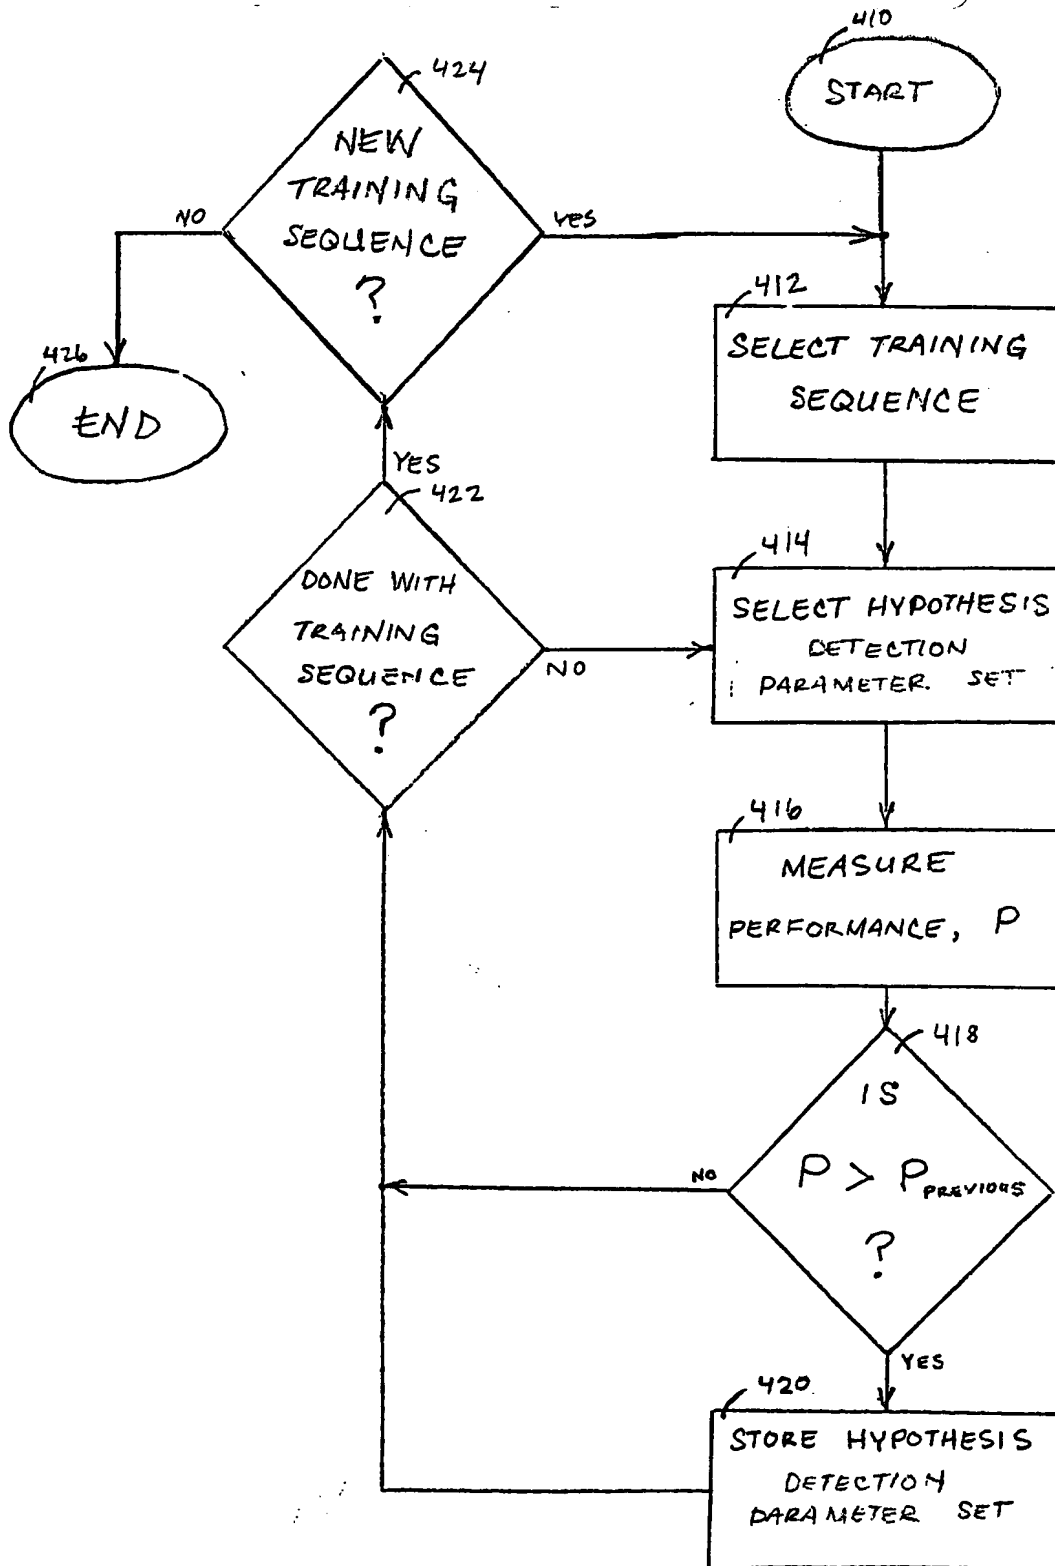 410
START
424
NEW
TRAINING
SEQUENCE
?
NO
YES
412
SELECT TRAINING
SEQUENCE
426
END
YES
422
DONE WITH
TRAINING
SEQUENCE
?
NO
414
SELECT HYPOTHESIS
DETECTION
PARAMETER. SET
416
MEASURE
PERFORMANCE, P
418
IS
P > P PREVIOUS
?
NO
YES
420
STORE HYPOTHESIS
DETECTION
PARAMETER SET